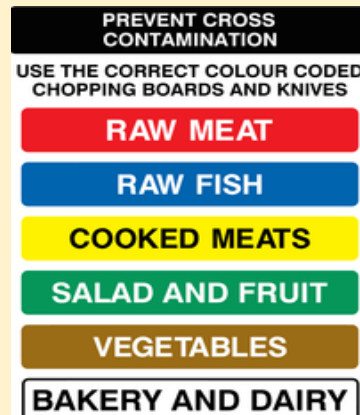 PREVENT CROSS
CONTAMINATION
USE THE CORRECT COLOUR CODED
CHOPPING BOARDS AND KNIVES
RAW MEAT
RAW FISH
COOKED MEATS
SALAD AND FRUIT
VEGETABLES
BAKERY AND DAIRY